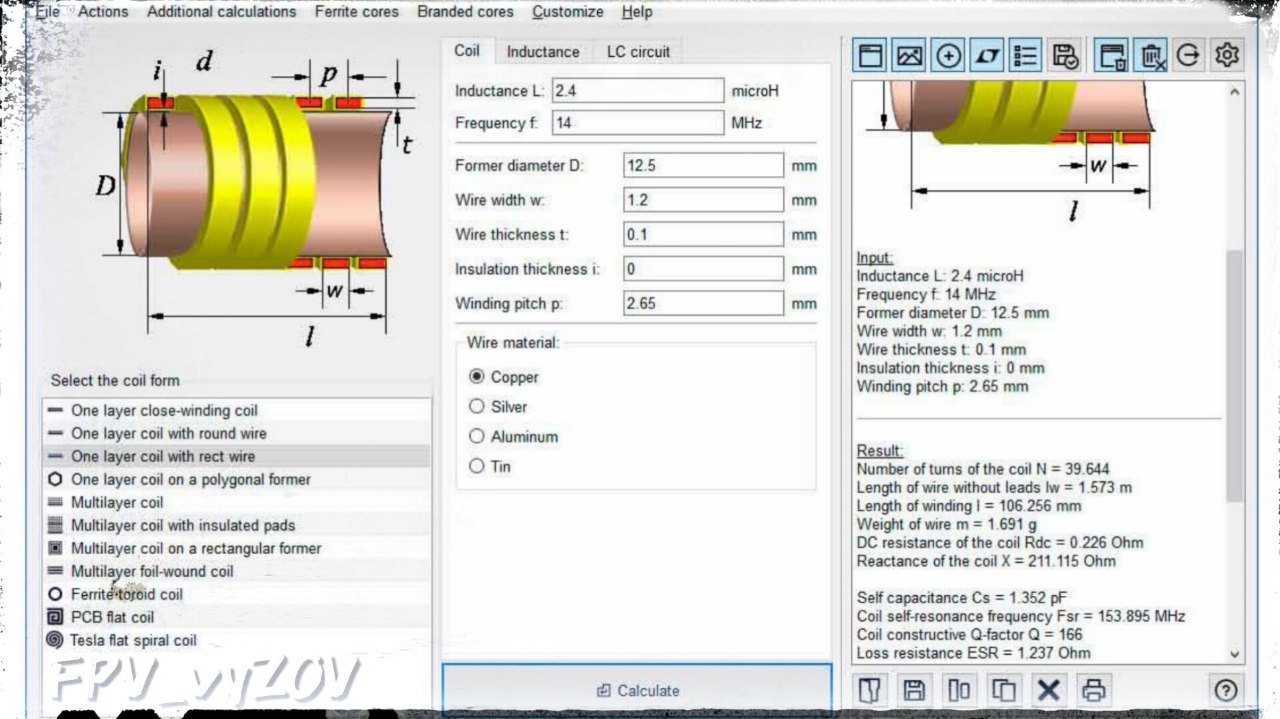 File Actions Additional calculations Ferrite cores Branded cores Customize Help
i d p t D w l
Select the coil form
One layer close-winding coil
One layer coil with round wire
One layer coil with rect wire
One layer coil on a polygonal former
Multilayer coil
Multilayer coil with insulated pads
Multilayer coil on a rectangular former
Multilayer foil-wound coil
Ferrite toroid coil
PCB flat coil
Tesla flat spiral coil
FPV_vyZOV
Coil Inductance LC circuit
Inductance L: 2.4 microH
Frequency f: 14 MHz
Former diameter D: 12.5 mm
Wire width w: 1.2 mm
Wire thickness t: 0.1 mm
Insulation thickness i: 0 mm
Winding pitch p: 2.65 mm
Wire material:
Copper
Silver
Aluminum
Tin
Calculate
w
l
Input:
Inductance L: 2.4 microH
Frequency f: 14 MHz
Former diameter D: 12.5 mm
Wire width w: 1.2 mm
Wire thickness t: 0.1 mm
Insulation thickness i: 0 mm
Winding pitch p: 2.65 mm
Result:
Number of turns of the coil N = 39.644
Length of wire without leads lw = 1.573 m
Length of winding l = 106.256 mm
Weight of wire m = 1.691 g
DC resistance of the coil Rdc = 0.226 Ohm
Reactance of the coil X = 211.115 Ohm
Self capacitance Cs = 1.352 pF
Coil self-resonance frequency Fsr = 153.895 MHz
Coil constructive Q-factor Q = 166
Loss resistance ESR = 1.237 Ohm